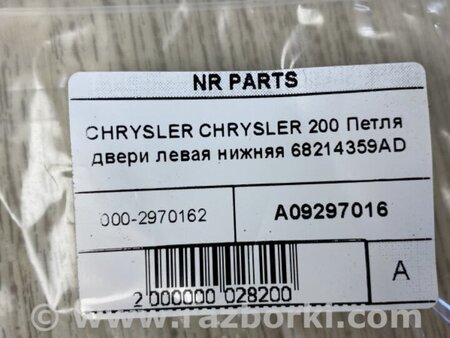 NR PARTS
CHRYSLER CHRYSLER 200 Петля
двери левая нижняя 68214359AD
000-2970162
A09297016
A
2 000000 028200
© www.razborki.com